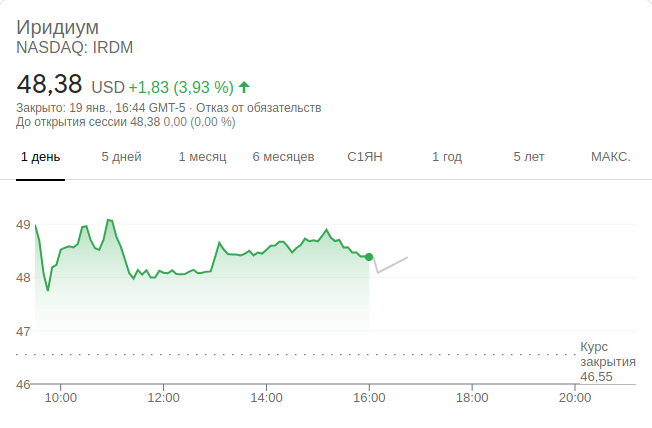 Иридиум
NASDAQ: IRDM
48,38 USD +1,83 (3,93 %)
Закрыто: 19 янв., 16:44 GMT-5 · Отказ от обязательств
До открытия сессии 48,38 0,00 (0,00 %)
1 день 5 дней 1 месяц 6 месяцев С1ЯН 1 год 5 лет МАКС.
49
48
47
Курс
закрытия
46,55
46
10:00 12:00 14:00 16:00 18:00 20:00